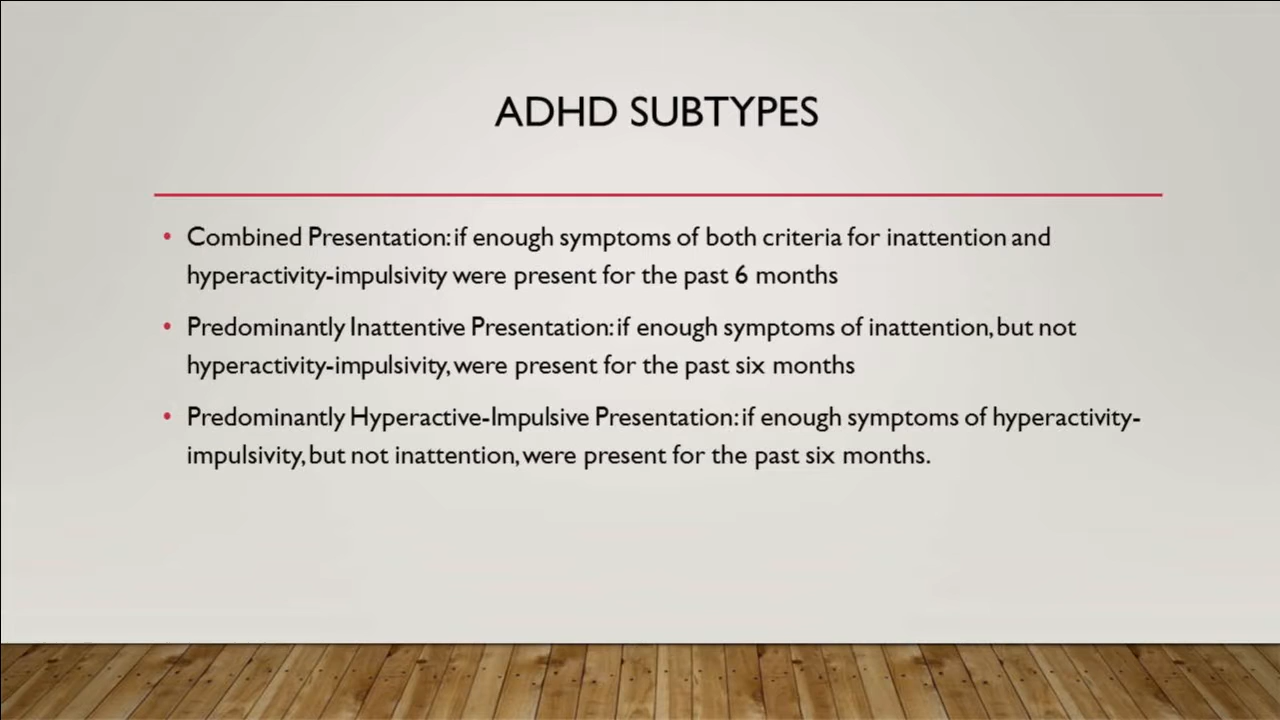 ADHD SUBTYPES
• Combined Presentation: if enough symptoms of both criteria for inattention and
hyperactivity-impulsivity were present for the past 6 months
• Predominantly Inattentive Presentation: if enough symptoms of inattention, but not
hyperactivity-impulsivity, were present for the past six months
• Predominantly Hyperactive-Impulsive Presentation: if enough symptoms of hyperactivity-
impulsivity, but not inattention, were present for the past six months.